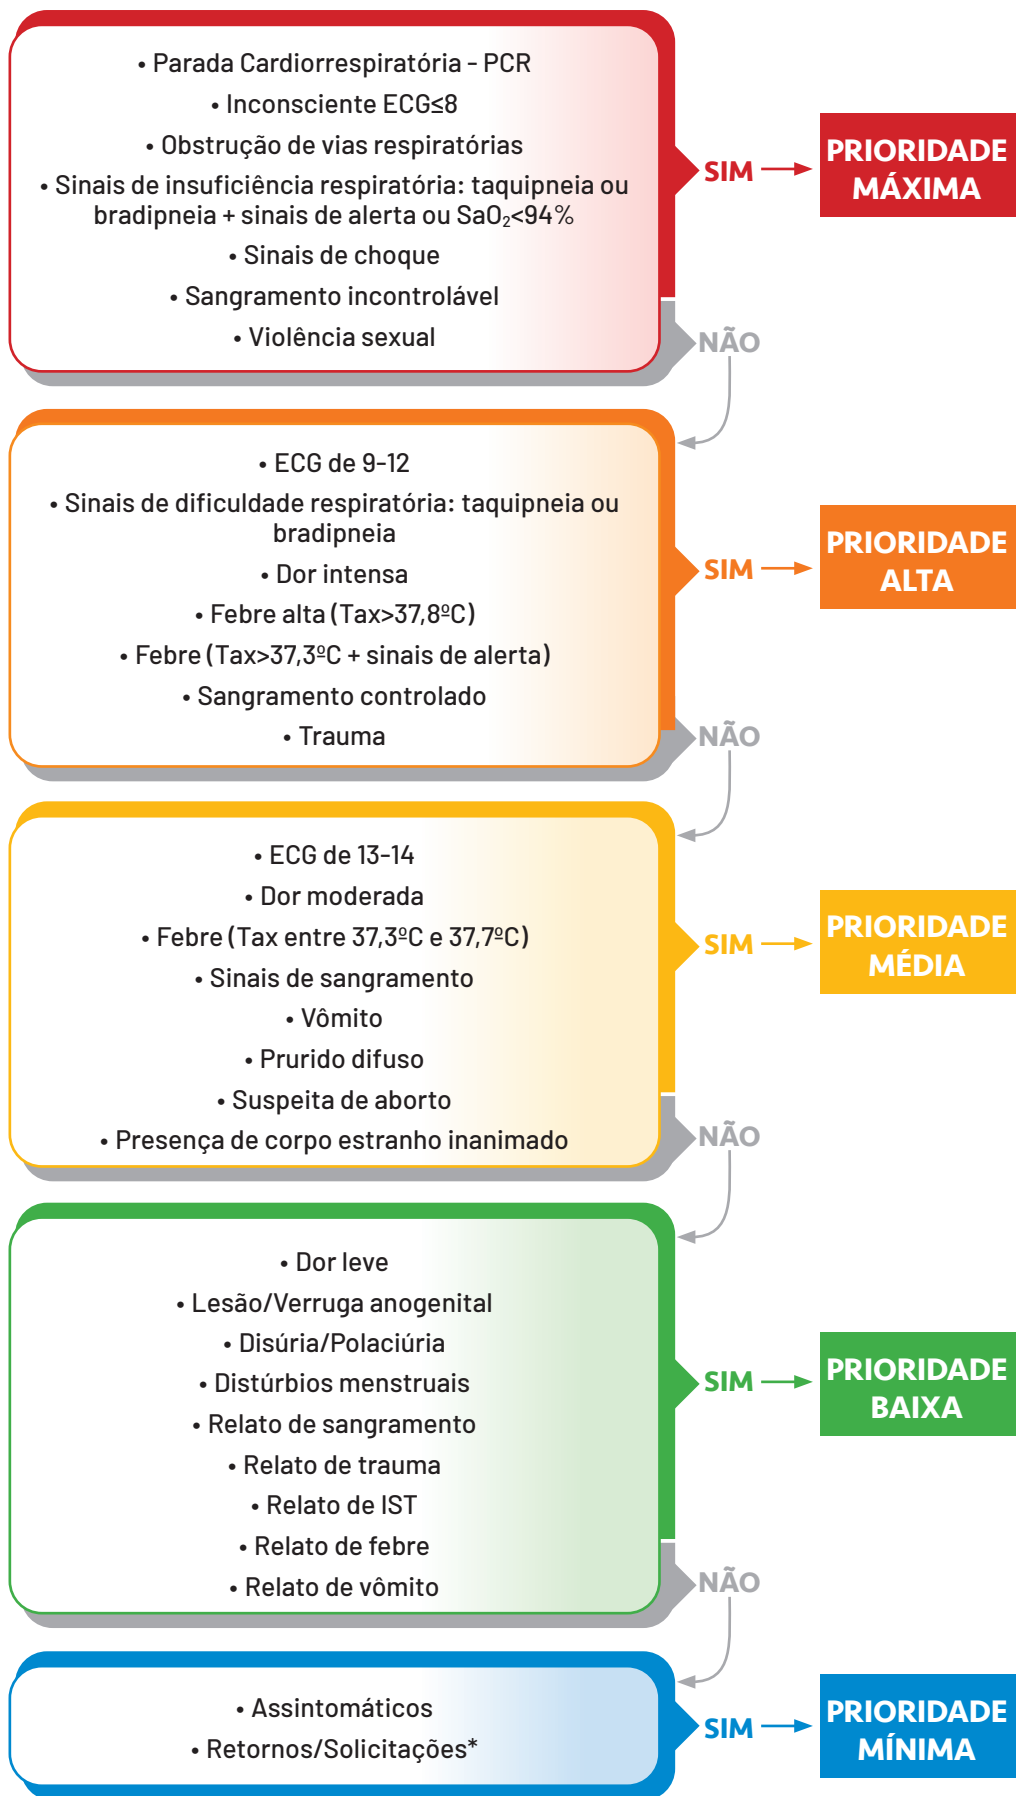 • Parada Cardiorrespiratória - PCR
• Inconsciente ECG≤8
• Obstrução de vias respiratórias
• Sinais de insuficiência respiratória: taquipneia ou
bradipneia + sinais de alerta ou SaO₂<94%
• Sinais de choque
• Sangramento incontrolável
• Violência sexual
SIM
PRIORIDADE
MÁXIMA
NÃO
• ECG de 9-12
• Sinais de dificuldade respiratória: taquipneia ou
bradipneia
• Dor intensa
• Febre alta (Tax>37,8ºC)
• Febre (Tax>37,3ºC + sinais de alerta)
• Sangramento controlado
• Trauma
SIM
PRIORIDADE
ALTA
NÃO
• ECG de 13-14
• Dor moderada
• Febre (Tax entre 37,3ºC e 37,7ºC)
• Sinais de sangramento
• Vômito
• Prurido difuso
• Suspeita de aborto
• Presença de corpo estranho inanimado
SIM
PRIORIDADE
MÉDIA
NÃO
• Dor leve
• Lesão/Verruga anogenital
• Disúria/Polaciúria
• Distúrbios menstruais
• Relato de sangramento
• Relato de trauma
• Relato de IST
• Relato de febre
• Relato de vômito
SIM
PRIORIDADE
BAIXA
NÃO
• Assintomáticos
• Retornos/Solicitações*
SIM
PRIORIDADE
MÍNIMA